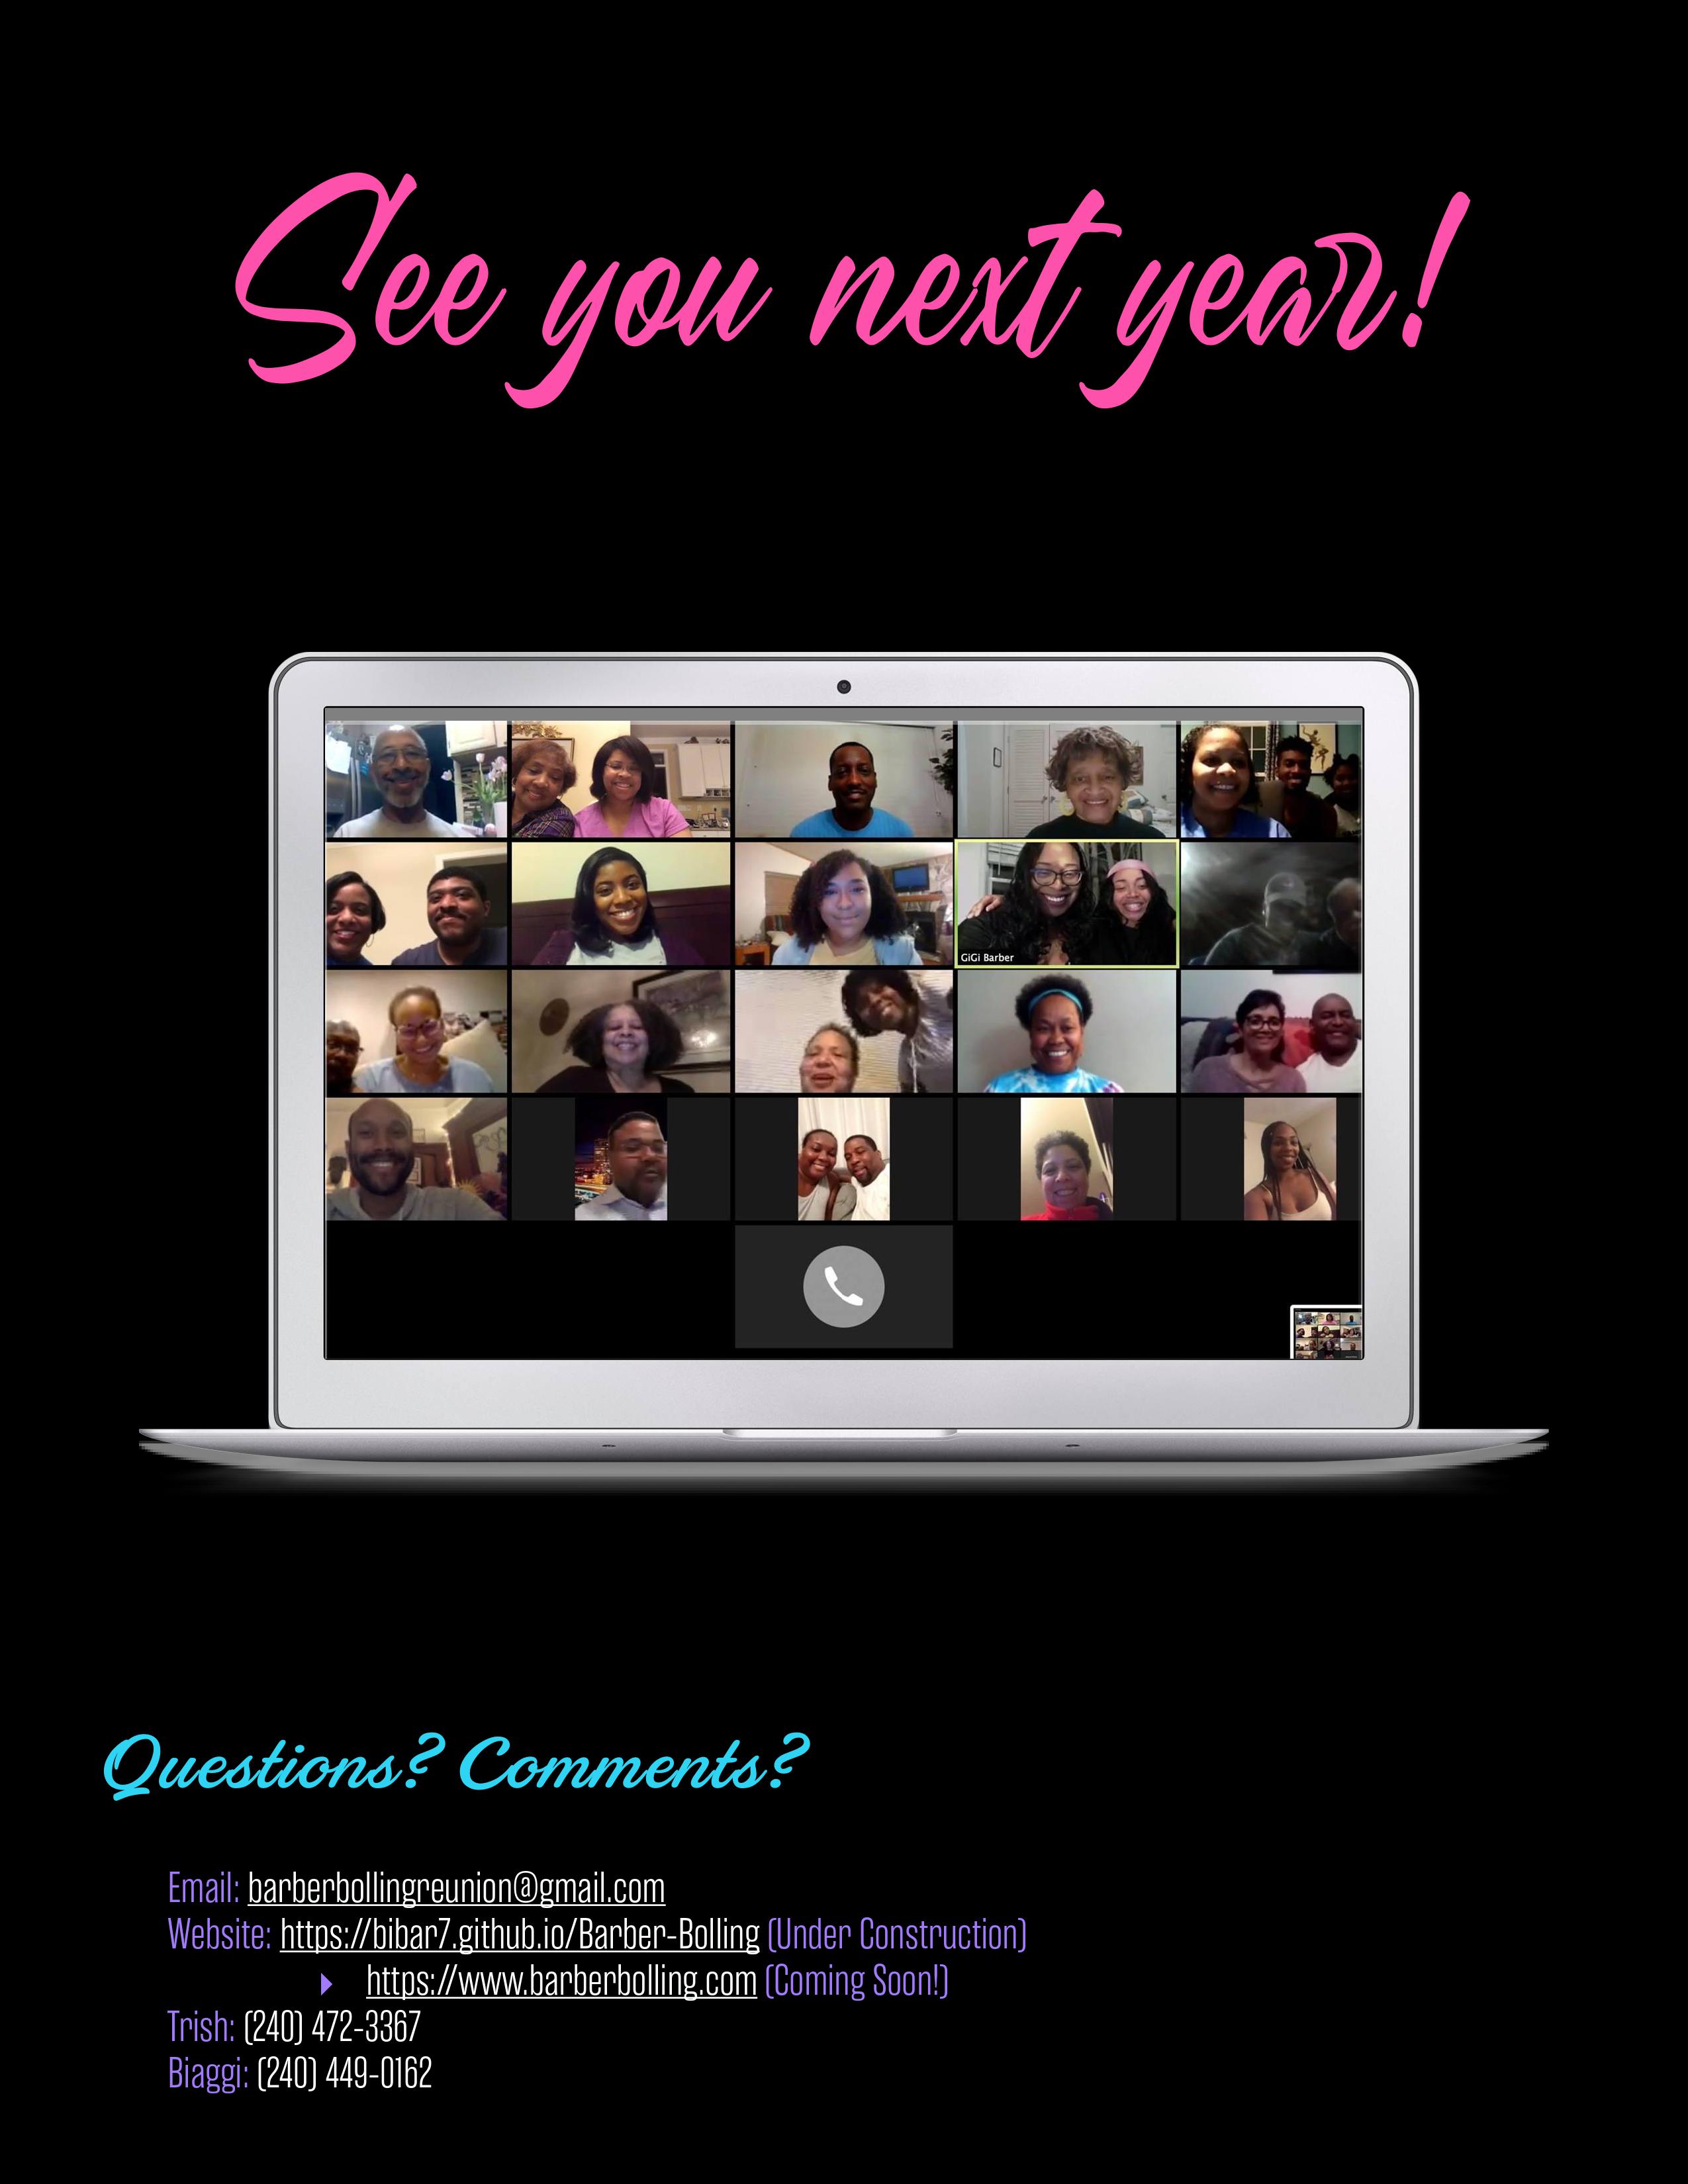 See you next year!
GiGi Barber
Questions? Comments?
Email: barberbollingreunion@gmail.com
Website: https://bibar7.github.io/Barber-Bolling (Under Construction)
https://www.barberbolling.com (Coming Soon!)
Trish: (240) 472-3367
Biaggi: (240) 449-0162